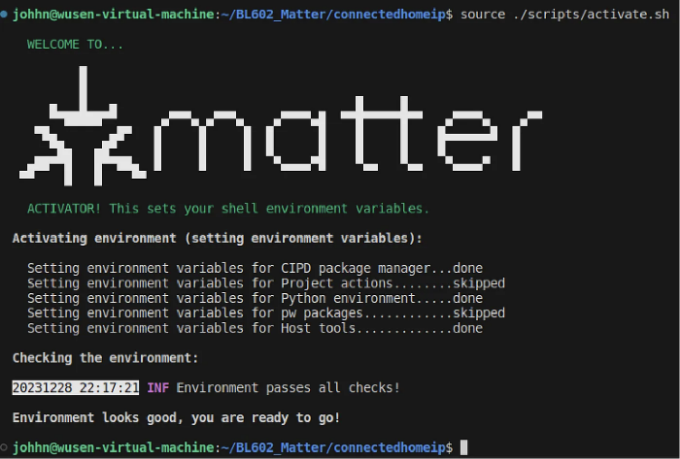 johhn@wusen-virtual-machine:~/BL602_Matter/connectedhomeip$ source ./scripts/activate.sh
WELCOME TO...
matter
ACTIVATOR! This sets your shell environment variables.
Activating environment (setting environment variables):
Setting environment variables for CIPD package manager...done
Setting environment variables for Project actions........skipped
Setting environment variables for Python environment.....done
Setting environment variables for pw packages............skipped
Setting environment variables for Host tools.............done
Checking the environment:
20231228 22:17:21 INF Environment passes all checks!
Environment looks good, you are ready to go!
johhn@wusen-virtual-machine:~/BL602_Matter/connectedhomeip$